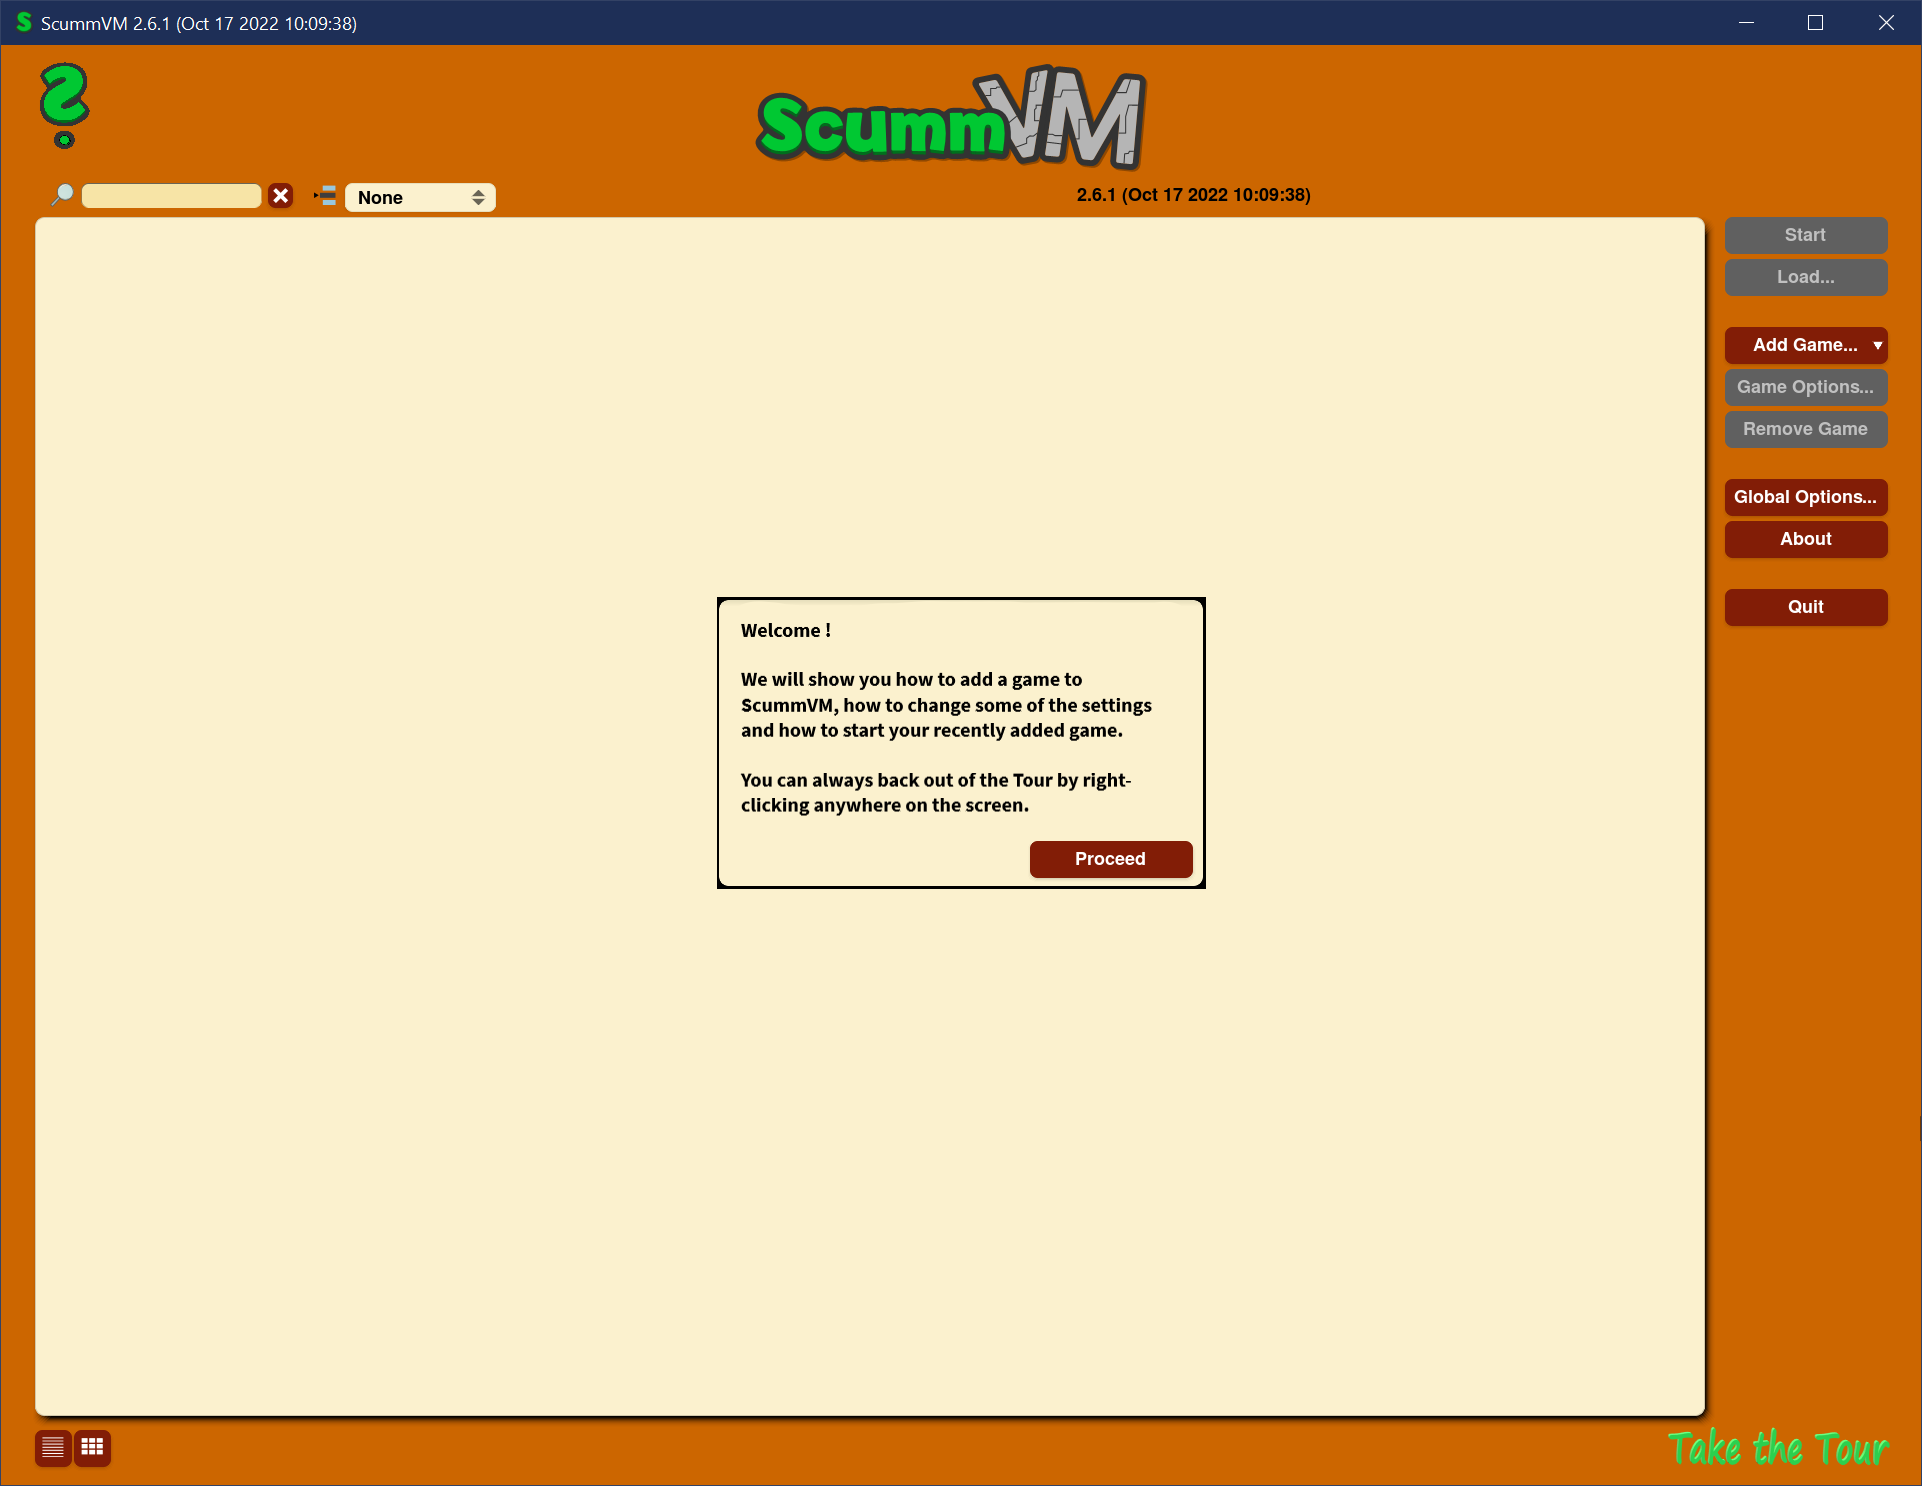 ScummVM 2.6.1 (Oct 17 2022 10:09:38)
ScummVM
None
2.6.1 (Oct 17 2022 10:09:38)
Start
Load...
Add Game...
Game Options...
Remove Game
Global Options...
About
Quit
Welcome !
We will show you how to add a game to
ScummVM, how to change some of the settings
and how to start your recently added game.
You can always back out of the Tour by right-
clicking anywhere on the screen.
Proceed
Take the Tour